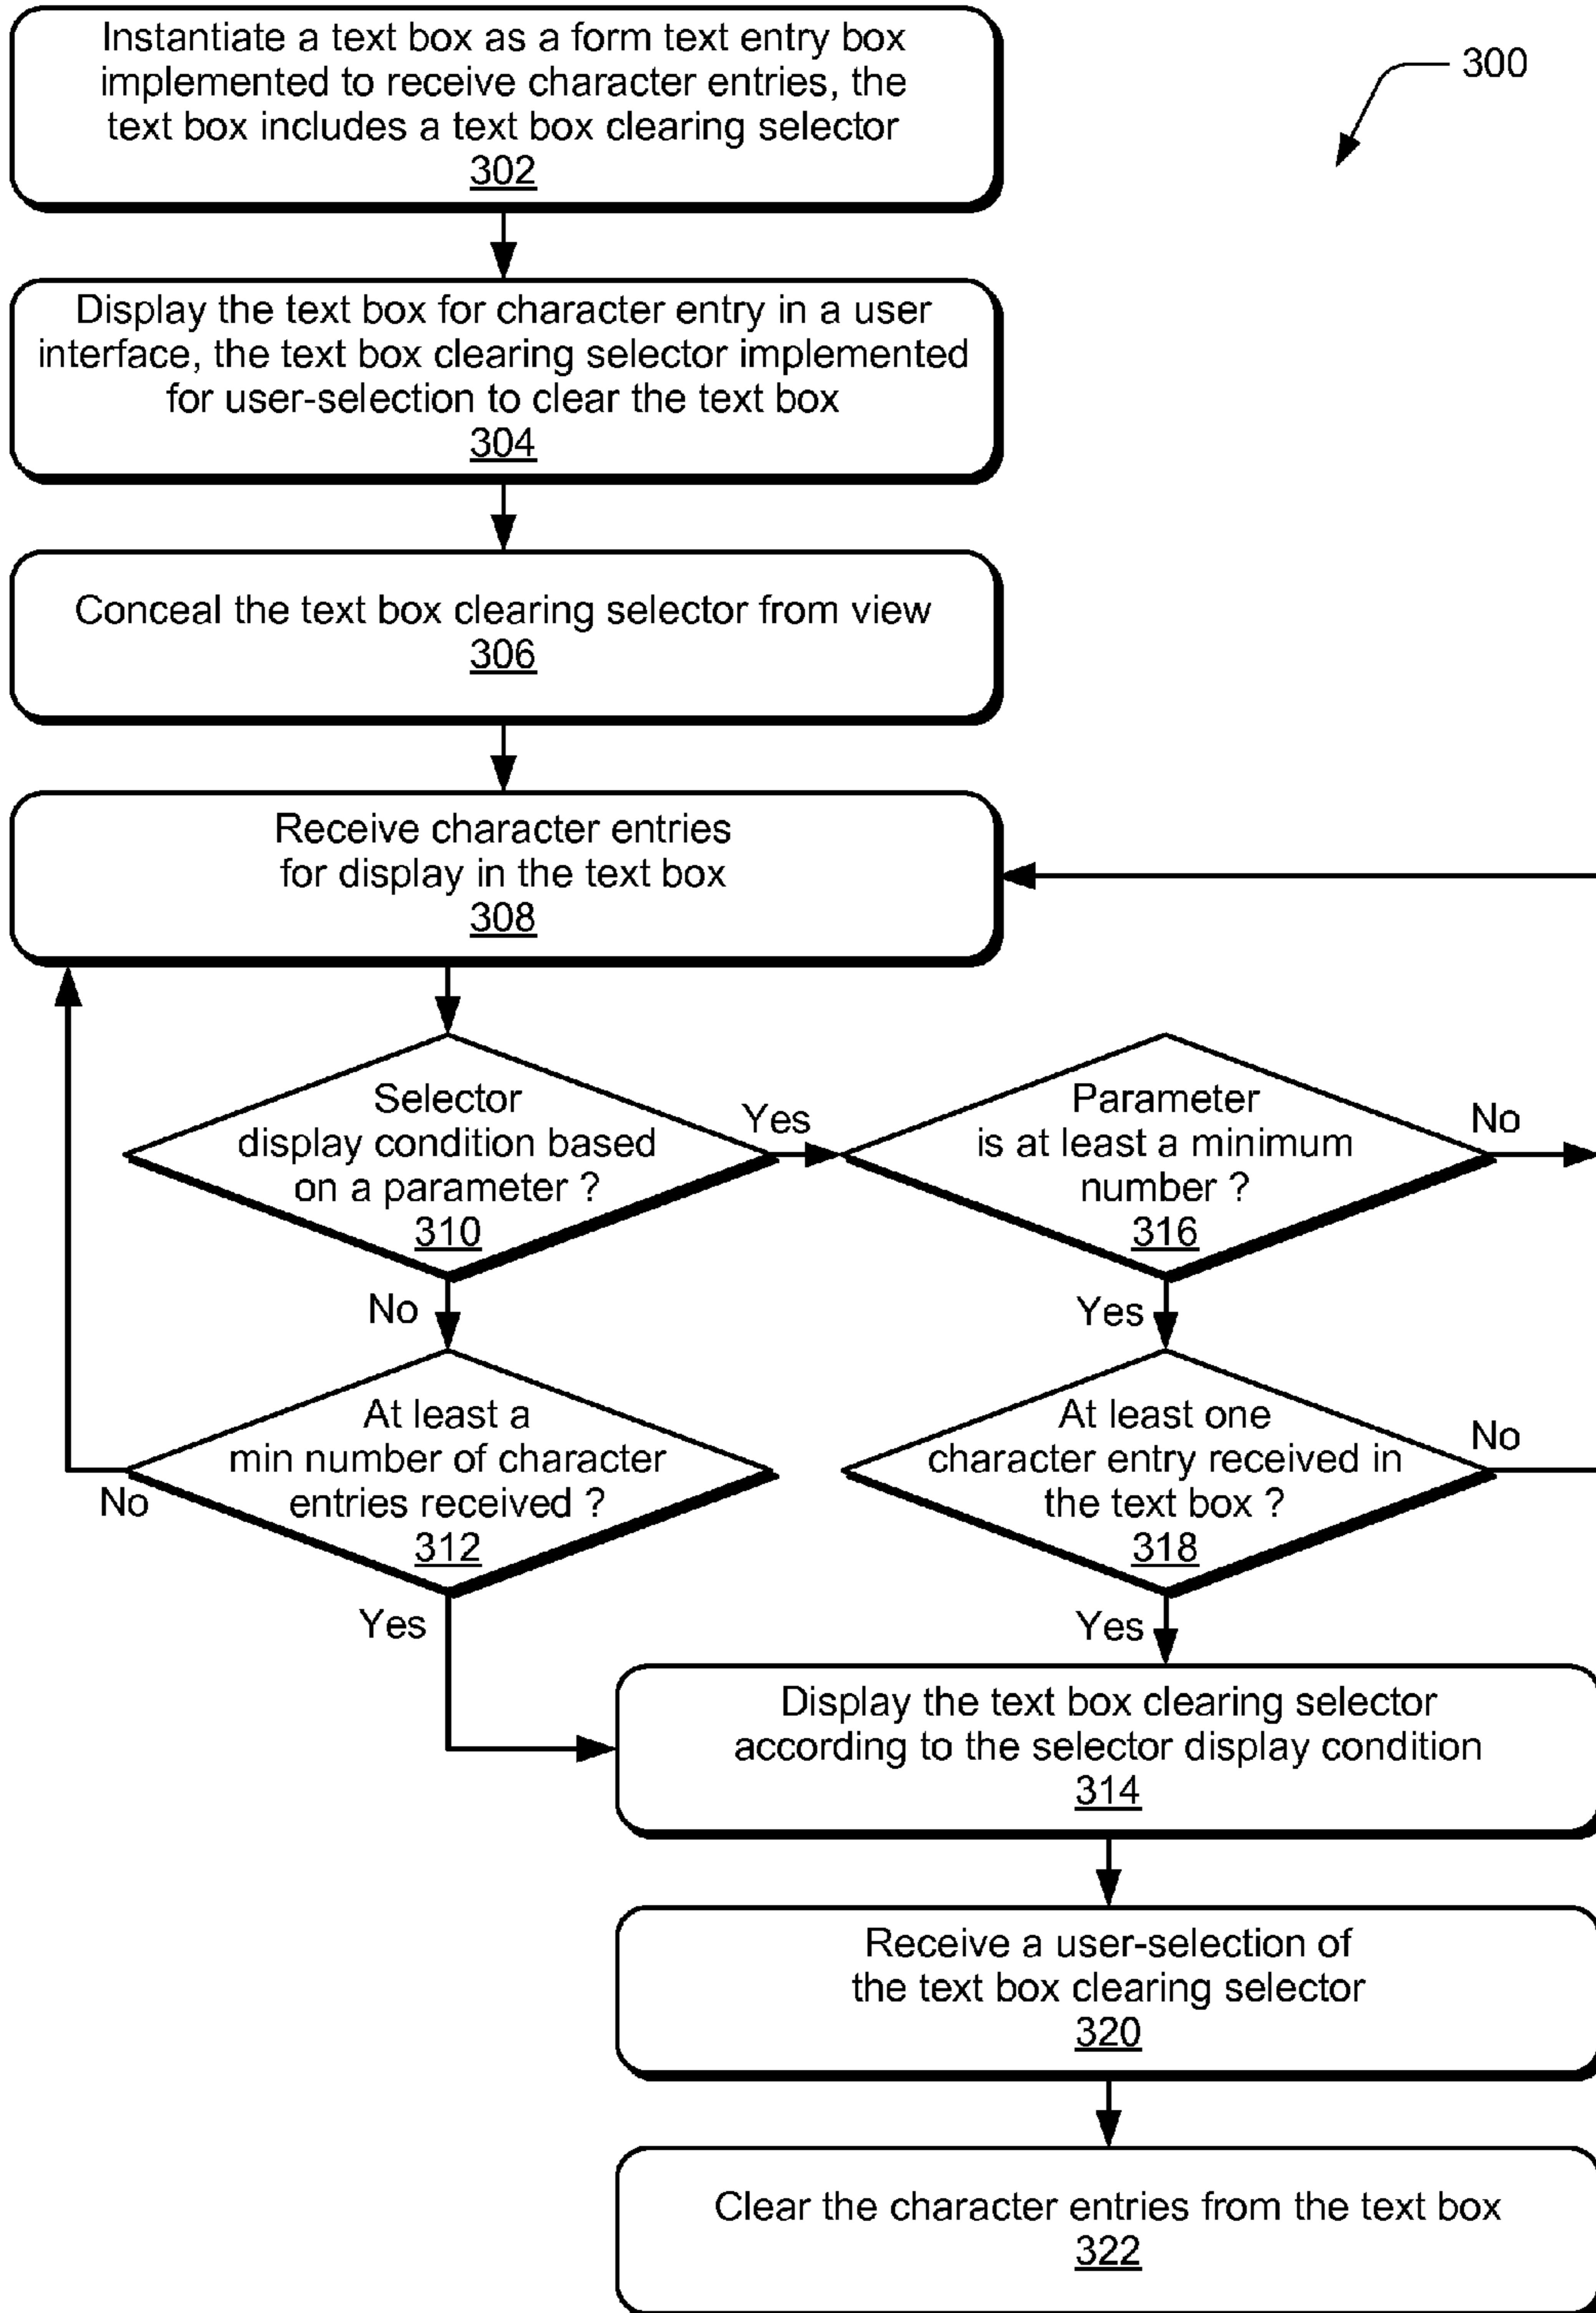 Instantiate a text box as a form text entry box
implemented to receive character entries, the
text box includes a text box clearing selector
302
300
Display the text box for character entry in a user
interface, the text box clearing selector implemented
for user-selection to clear the text box
304
Conceal the text box clearing selector from view
306
Receive character entries
for display in the text box
308
Selector
display condition based
on a parameter ?
310
Yes
Parameter
is at least a minimum
number ?
316
No
No
Yes
At least a
min number of character
entries received ?
312
No
At least one
character entry received in
the text box ?
318
No
Yes
Yes
Display the text box clearing selector
according to the selector display condition
314
Receive a user-selection of
the text box clearing selector
320
Clear the character entries from the text box
322